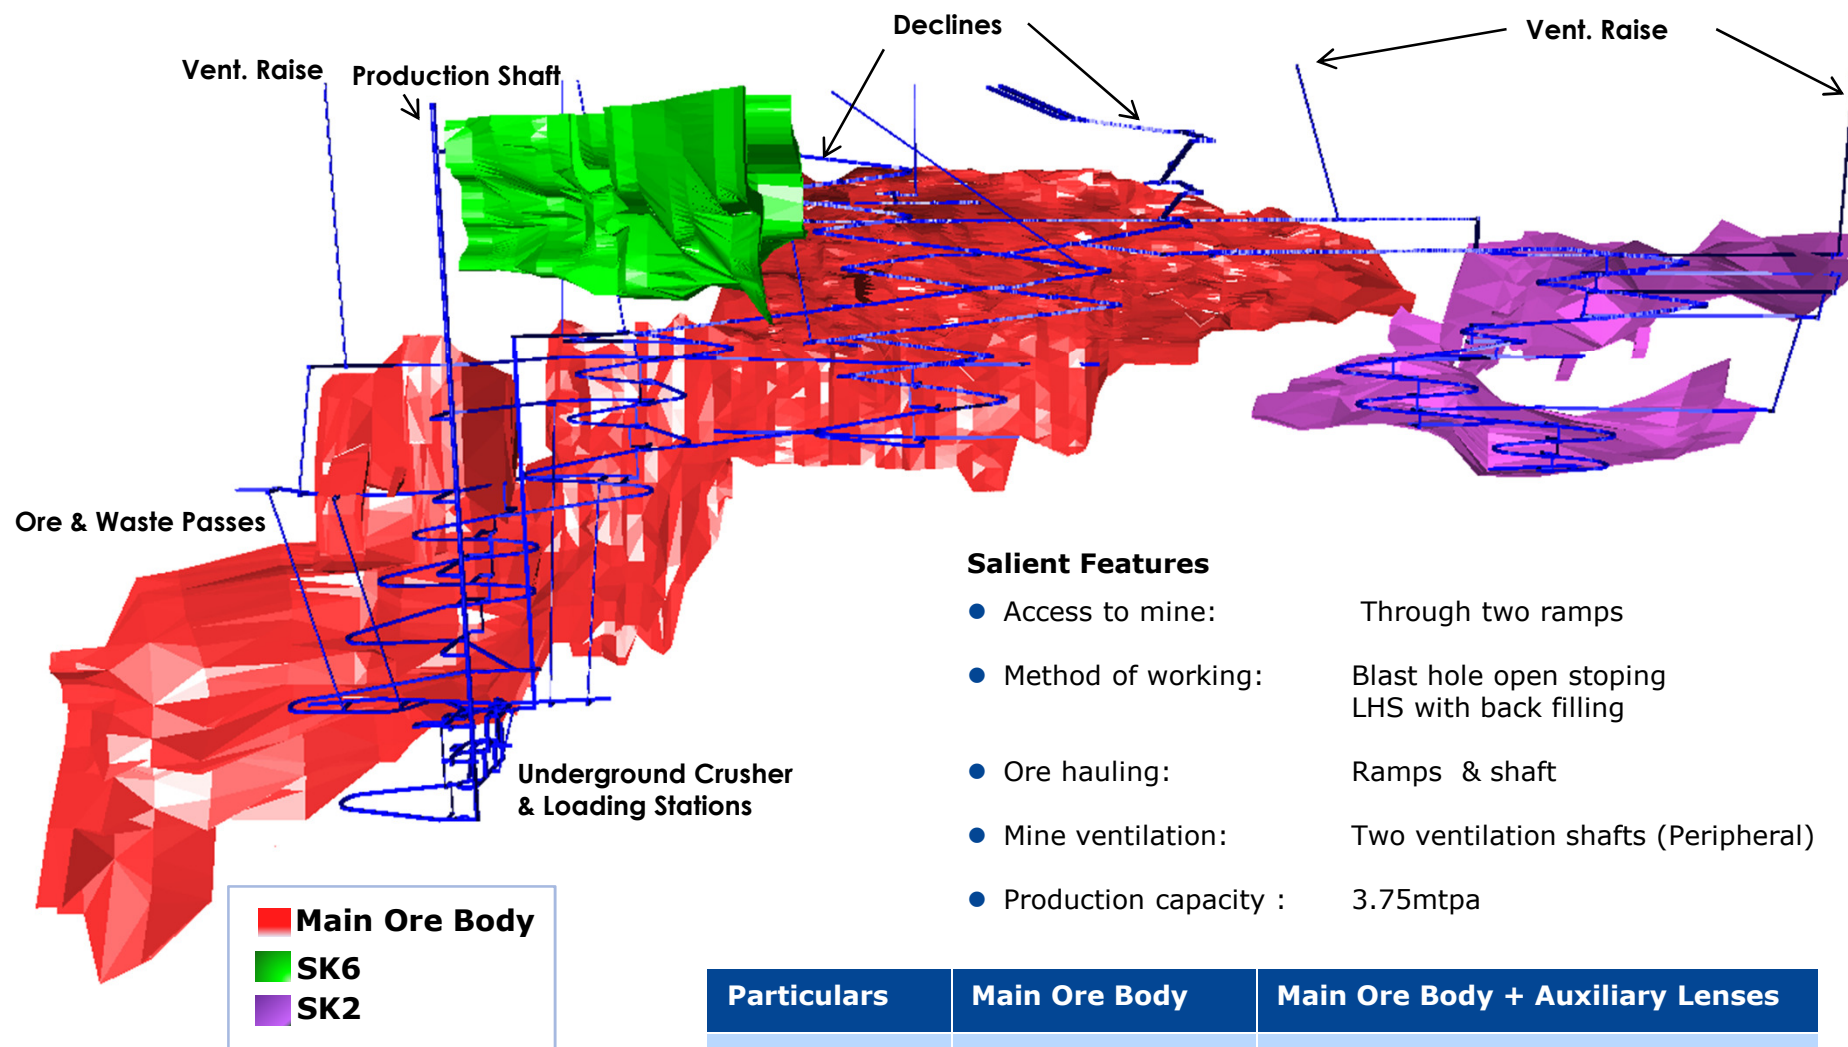 Declines
Vent. Raise
Vent. Raise
Production Shaft
Ore & Waste Passes
Underground Crusher
& Loading Stations
Salient Features
● Access to mine: Through two ramps
● Method of working: Blast hole open stoping
LHS with back filling
● Ore hauling: Ramps & shaft
● Mine ventilation: Two ventilation shafts (Peripheral)
● Production capacity : 3.75mtpa
Main Ore Body
SK6
SK2
Particulars Main Ore Body Main Ore Body + Auxiliary Lenses